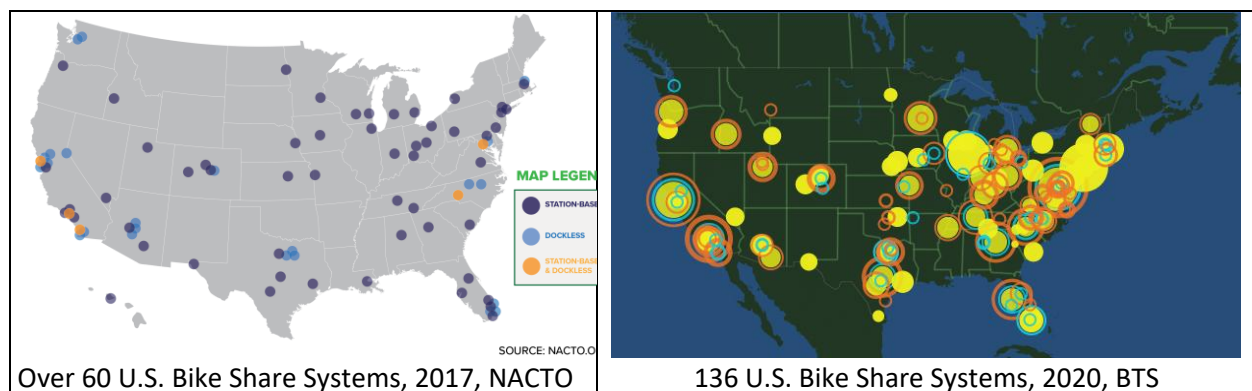 MAP LEGEN
STATION-BASE
DOCKLESS
STATION-BASE
& DOCKLESS
SOURCE: NACTO.O
Over 60 U.S. Bike Share Systems, 2017, NACTO
136 U.S. Bike Share Systems, 2020, BTS